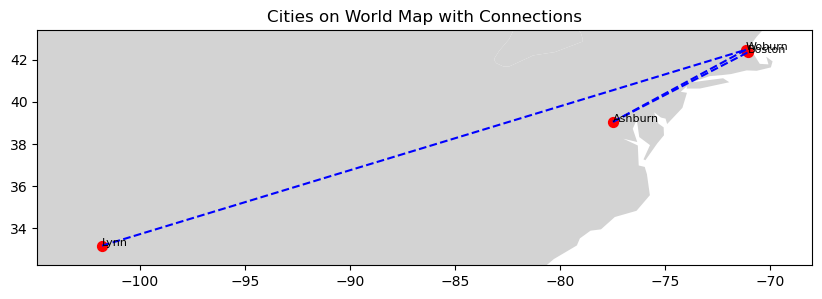 Cities on World Map with Connections
42
40
38
36
34
Woburn
Boston
Ashburn
Lynn
−100
−95
−90
−85
−80
−75
−70